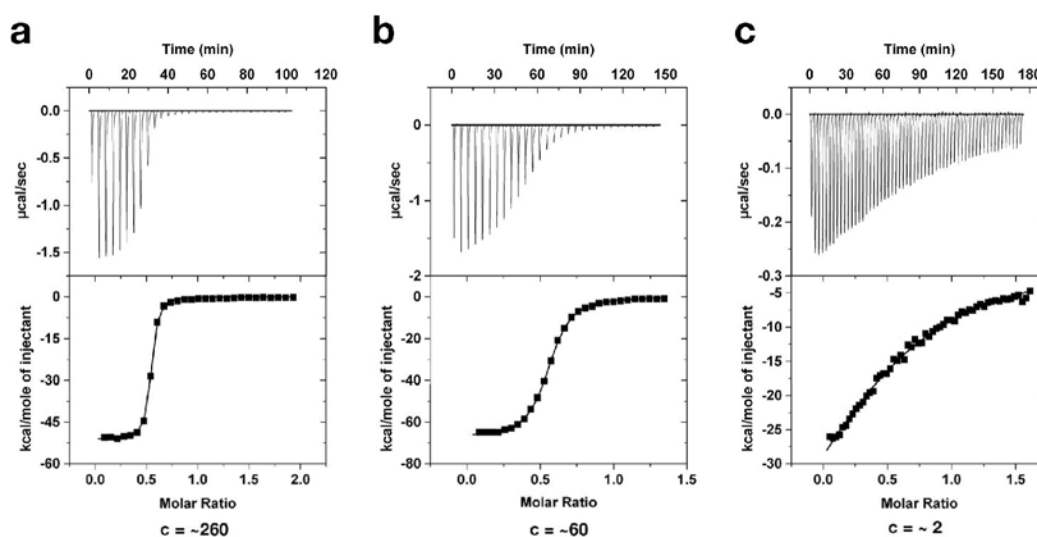 a
Time (min)
0 20 40 60 80 100 120
0.0
-0.5
-1.0
-1.5
µcal/sec
0
-15
-30
-45
-60
kcal/mole of injectant
0.0 0.5 1.0 1.5 2.0
Molar Ratio
c = ~260
b
Time (min)
0 30 60 90 120 150
0
-1
-2
µcal/sec
0
-20
-40
-60
-80
kcal/mole of injectant
0.0 0.5 1.0 1.5
Molar Ratio
c = ~60
c
Time (min)
0 30 60 90 120 150 180
0.0
-0.1
-0.2
-0.3
µcal/sec
-5
-10
-15
-20
-25
-30
kcal/mole of injectant
0.0 0.5 1.0 1.5
Molar Ratio
c = ~ 2